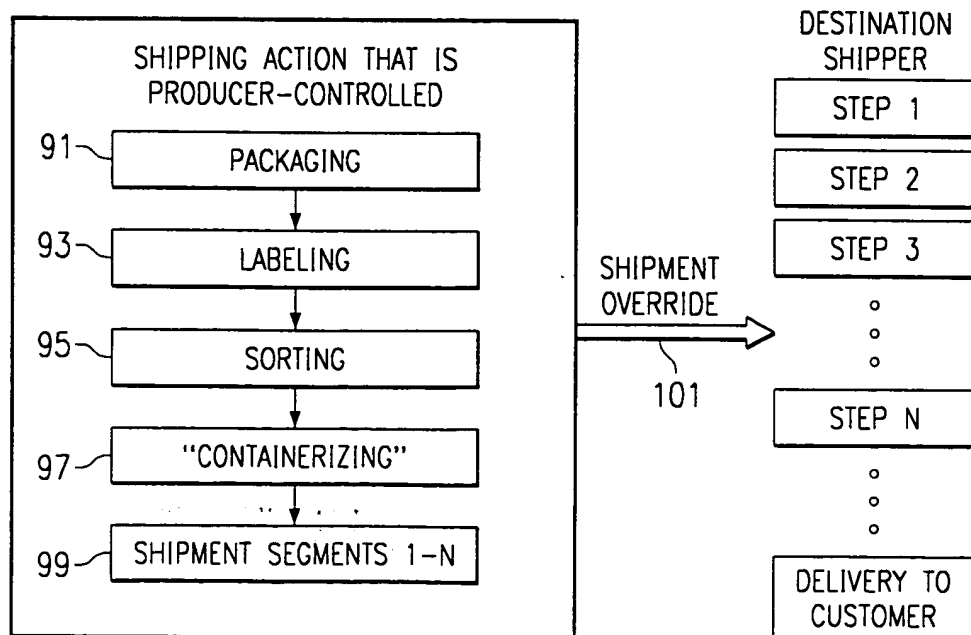 SHIPPING ACTION THAT IS
PRODUCER-CONTROLLED
91
PACKAGING
93
LABELING
95
SORTING
97
"CONTAINERIZING"
99
SHIPMENT SEGMENTS 1-N
SHIPMENT
OVERRIDE
101
DESTINATION
SHIPPER
STEP 1
STEP 2
STEP 3
STEP N
DELIVERY TO
CUSTOMER